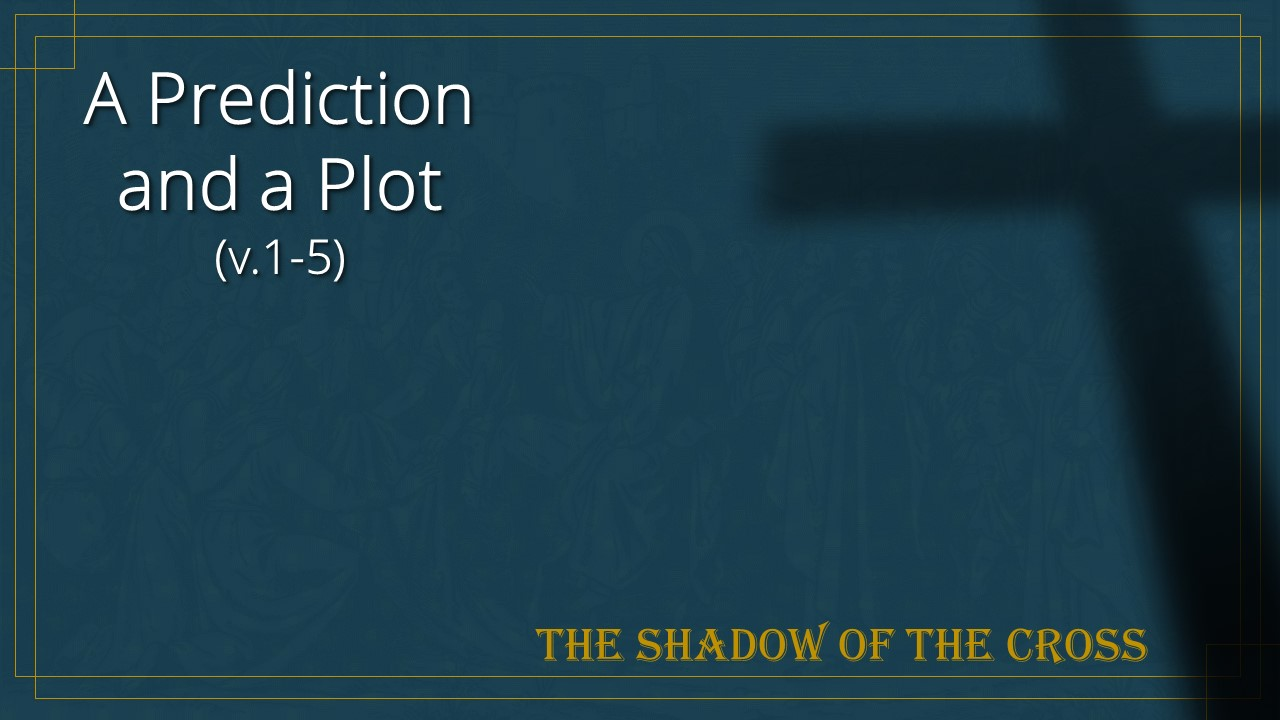 A Prediction
and a Plot
(v.1-5)
THE SHADOW OF THE CROSS